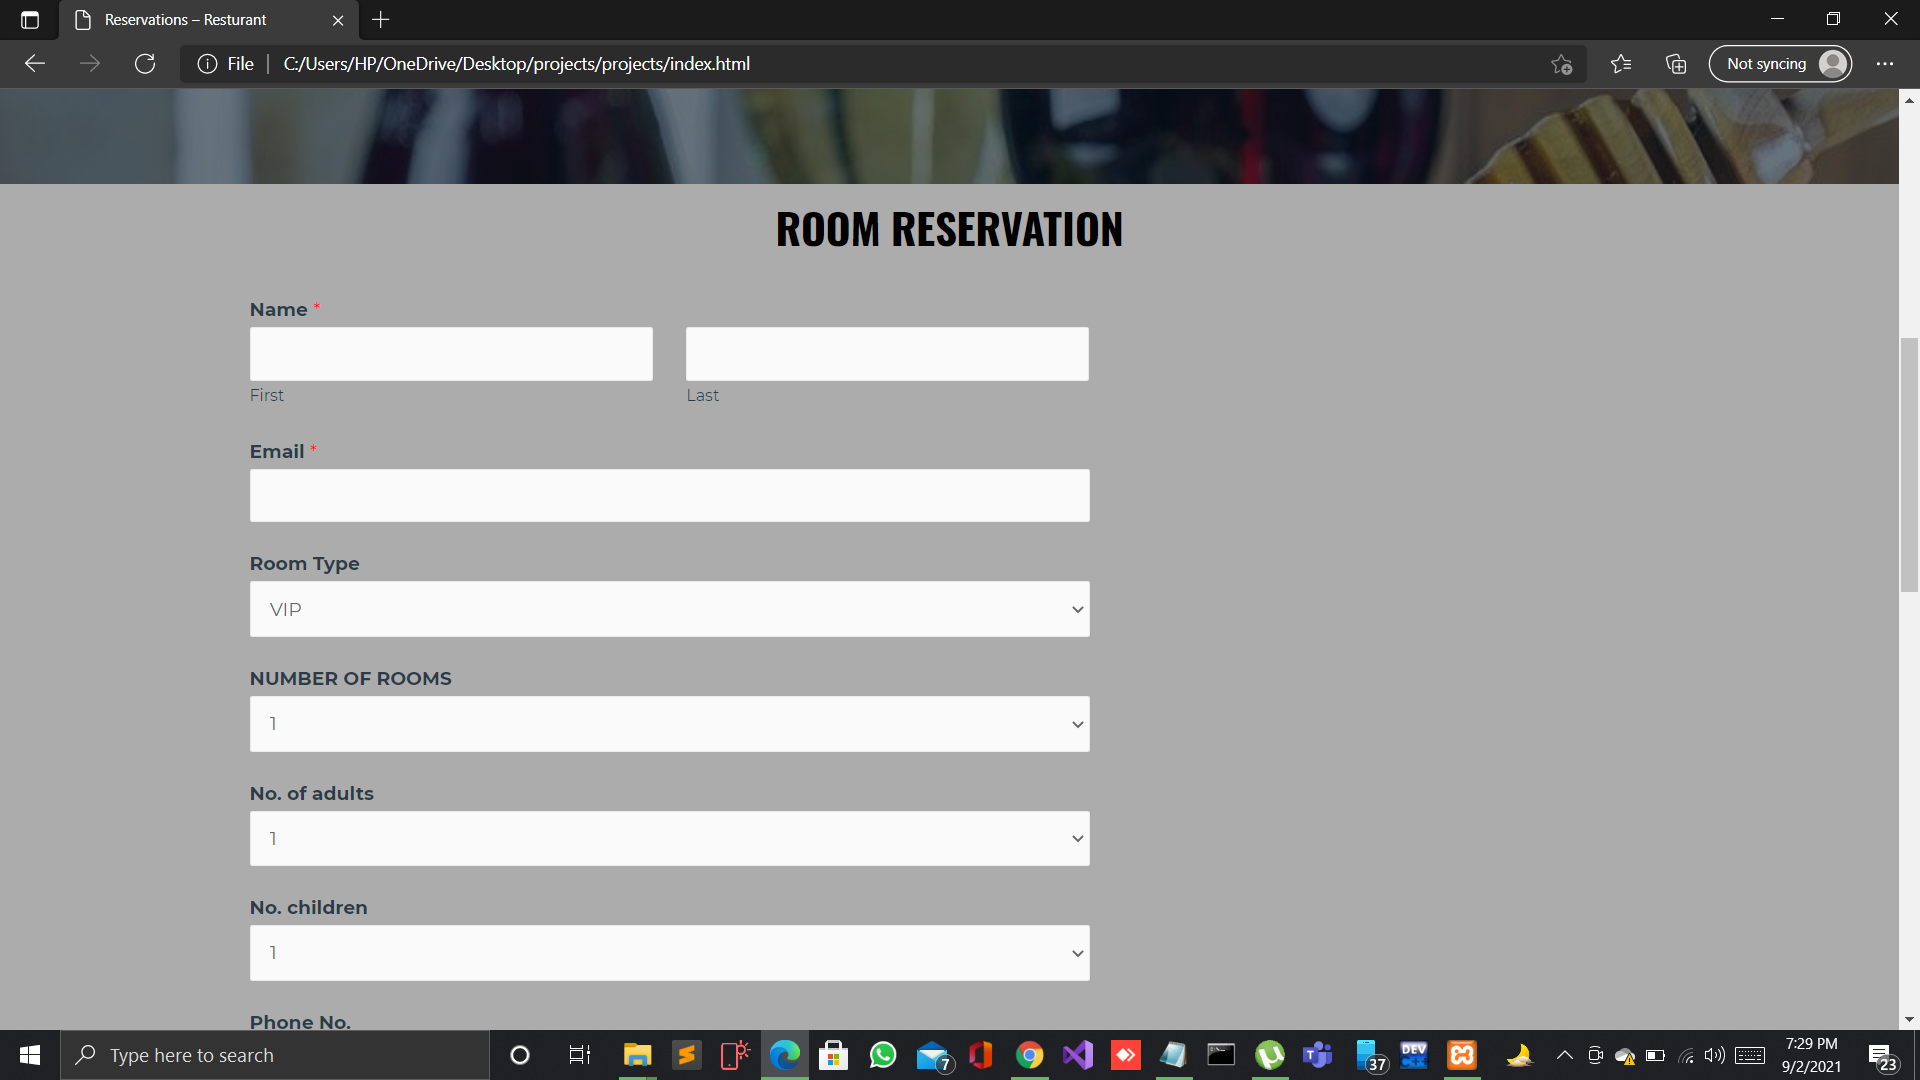 Reservations – Resturant
File
C:/Users/HP/OneDrive/Desktop/projects/projects/index.html
Not syncing
ROOM RESERVATION
Name *
First
Last
Email *
Room Type
VIP
NUMBER OF ROOMS
1
No. of adults
1
No. children
1
Phone No.
Type here to search
7
37
DEV
C++
7:29 PM
9/2/2021
23